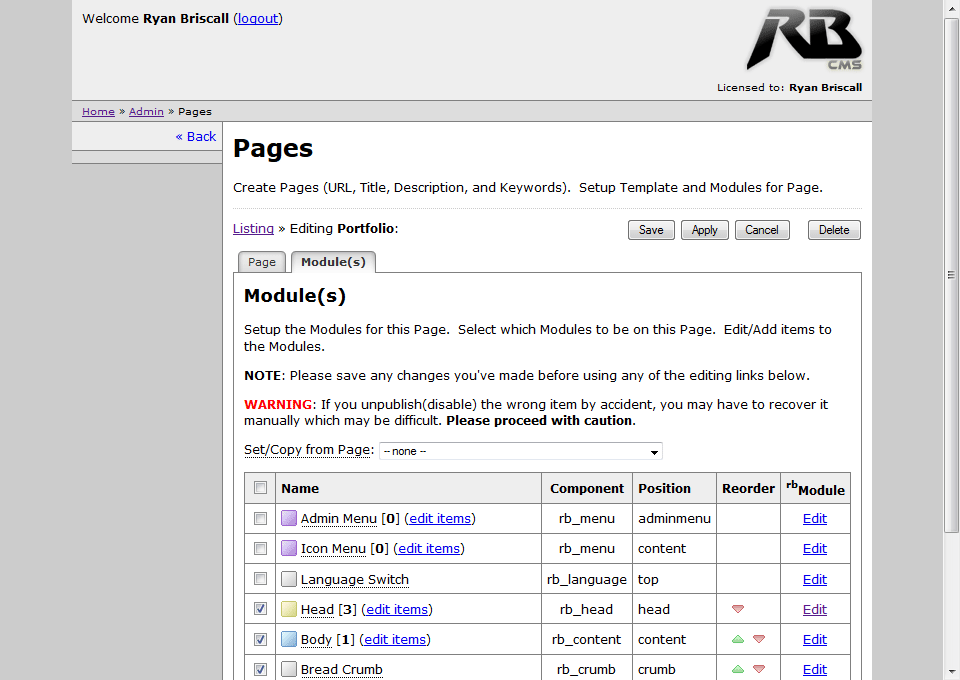 Welcome Ryan Briscall (logout)
RB
CMS
Licensed to: Ryan Briscall
Home » Admin » Pages
« Back
Pages
Create Pages (URL, Title, Description, and Keywords). Setup Template and Modules for Page.
Listing » Editing Portfolio:
Save Apply Cancel Delete
Page Module(s)
Module(s)
Setup the Modules for this Page. Select which Modules to be on this Page. Edit/Add items to
the Modules.
NOTE: Please save any changes you've made before using any of the editing links below.
WARNING: If you unpublish(disable) the wrong item by accident, you may have to recover it
manually which may be difficult. Please proceed with caution.
Set/Copy from Page: -- none --
Name Component Position Reorder rbModule
Admin Menu [0] (edit items) rb_menu adminmenu Edit
Icon Menu [0] (edit items) rb_menu content Edit
Language Switch rb_language top Edit
Head [3] (edit items) rb_head head Edit
Body [1] (edit items) rb_content content Edit
Bread Crumb rb_crumb crumb Edit